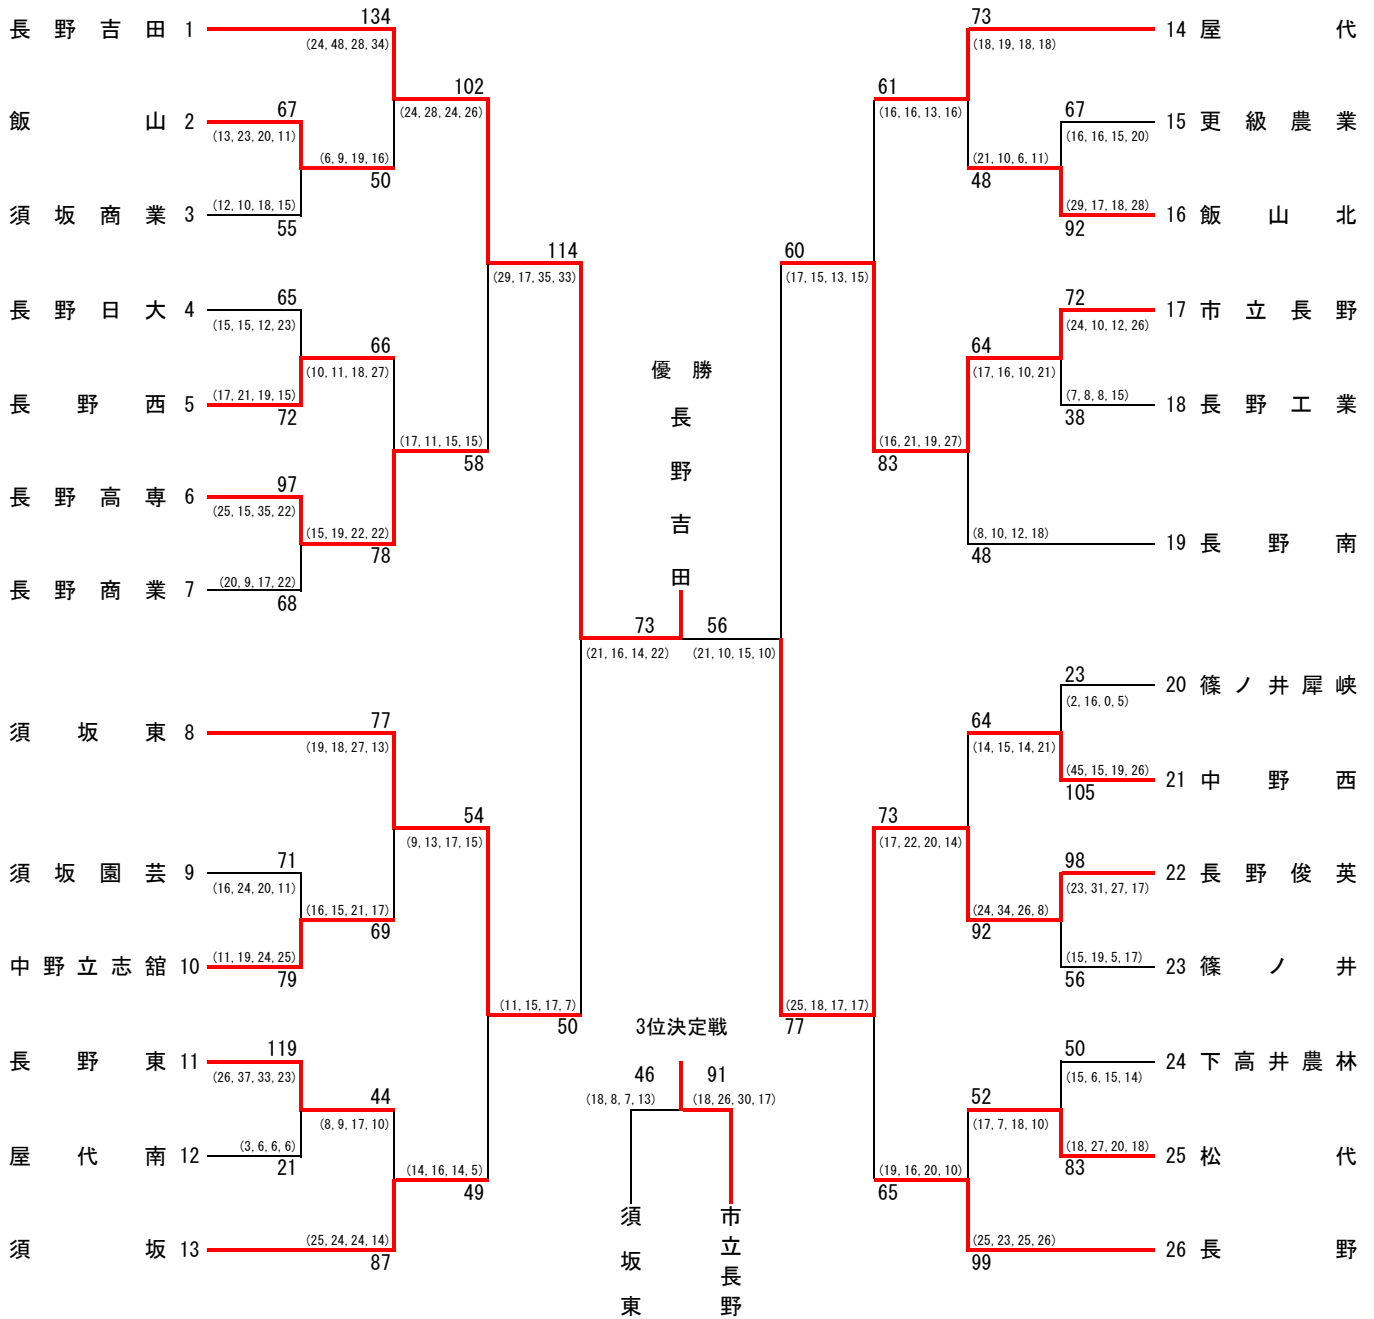 長野吉田 1
134
(24, 48, 28, 34)
102
(24, 28, 24, 26)
飯山 2
67
(13, 23, 20, 11)
(6, 9, 19, 16)
50
須坂商業 3
(12, 10, 18, 15)
55
114
(29, 17, 35, 33)
長野日大 4
65
(15, 15, 12, 23)
66
(10, 11, 18, 27)
長野西 5
(17, 21, 19, 15)
72
(17, 11, 15, 15)
58
長野高専 6
97
(25, 15, 35, 22)
(15, 19, 22, 22)
78
長野商業 7
(20, 9, 17, 22)
68
須坂東 8
77
(19, 18, 27, 13)
54
(9, 13, 17, 15)
須坂園芸 9
71
(16, 24, 20, 11)
(16, 15, 21, 17)
69
中野立志舘 10
(11, 19, 24, 25)
79
(11, 15, 17, 7)
50
長野東 11
119
(26, 37, 33, 23)
44
(8, 9, 17, 10)
屋代南 12
(3, 6, 6, 6)
21
(14, 16, 14, 5)
49
須坂 13
(25, 24, 24, 14)
87
優勝
長野吉田
73
(21, 16, 14, 22)
56
(21, 10, 15, 10)
3位決定戦
46
(18, 8, 7, 13)
91
(18, 26, 30, 17)
須坂東
市立長野
73
(18, 19, 18, 18)
14 屋代
61
(16, 16, 13, 16)
67
(16, 16, 15, 20)
15 更級農業
(21, 10, 6, 11)
48
(29, 17, 18, 28)
92
16 飯山北
60
(17, 15, 13, 15)
72
(24, 10, 12, 26)
17 市立長野
64
(17, 16, 10, 21)
(7, 8, 8, 15)
38
18 長野工業
(16, 21, 19, 27)
83
(8, 10, 12, 18)
48
19 長野南
23
(2, 16, 0, 5)
20 篠ノ井犀峡
64
(14, 15, 14, 21)
(45, 15, 19, 26)
105
21 中野西
73
(17, 22, 20, 14)
98
(23, 31, 27, 17)
22 長野俊英
(24, 34, 26, 8)
92
(15, 19, 5, 17)
56
23 篠ノ井
(25, 18, 17, 17)
77
50
(15, 6, 15, 14)
24 下高井農林
52
(17, 7, 18, 10)
(18, 27, 20, 18)
83
25 松代
(19, 16, 20, 10)
65
(25, 23, 25, 26)
99
26 長野